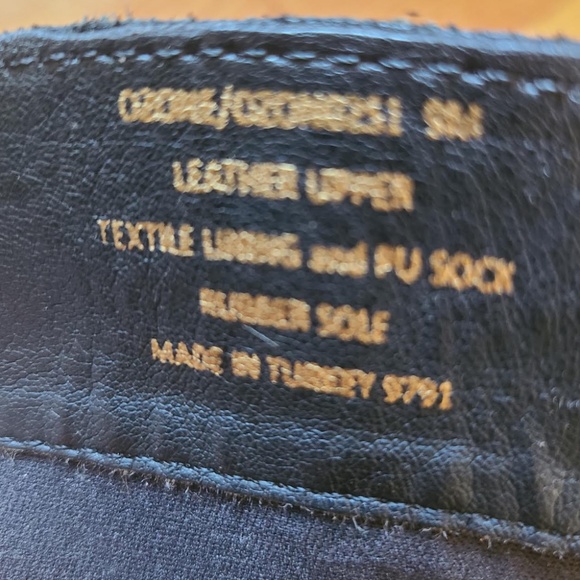 LEATHER UPPER
TEXTILE LINING and PU SOCK
RUBBER SOLE
MADE IN TURKEY 9791